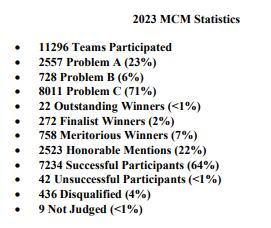 2023 MCM Statistics
• 11296 Teams Participated
• 2557 Problem A (23%)
• 728 Problem B (6%)
• 8011 Problem C (71%)
• 22 Outstanding Winners (<1%)
• 272 Finalist Winners (2%)
• 758 Meritorious Winners (7%)
• 2523 Honorable Mentions (22%)
• 7234 Successful Participants (64%)
• 42 Unsuccessful Participants (<1%)
• 436 Disqualified (4%)
• 9 Not Judged (<1%)